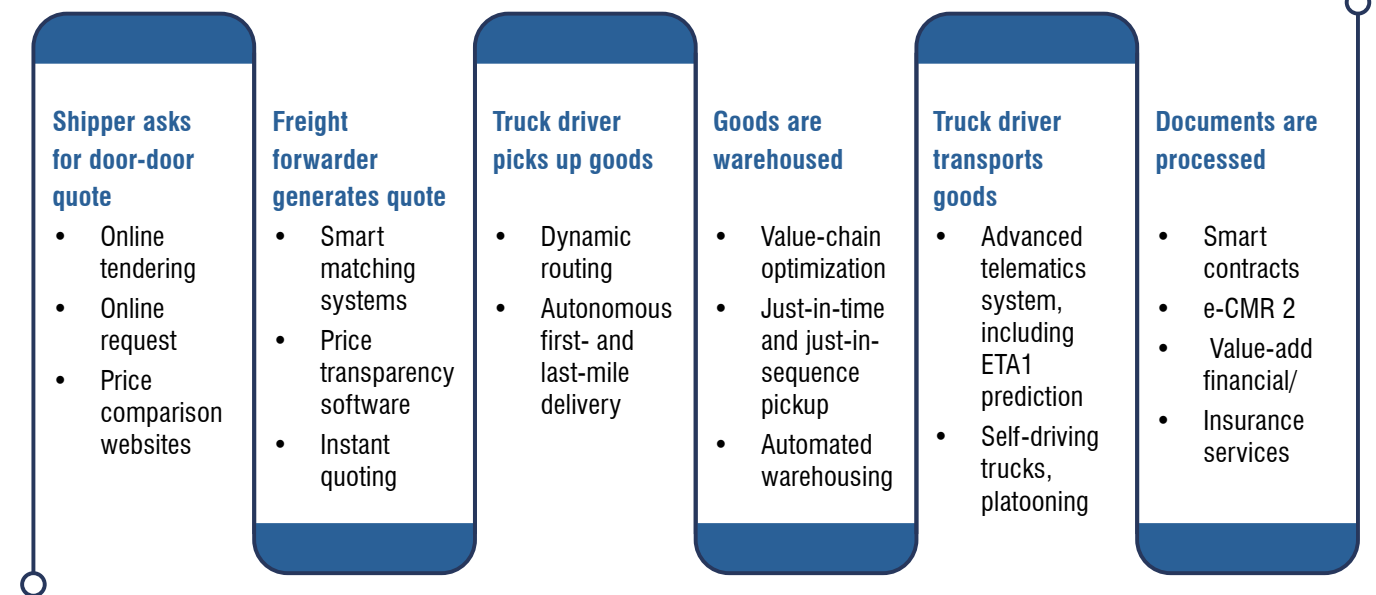 Shipper asks
for door-door
quote
• Online
tendering
• Online
request
• Price
comparison
websites
Freight
forwarder
generates quote
• Smart
matching
systems
• Price
transparency
software
• Instant
quoting
Truck driver
picks up goods
• Dynamic
routing
• Autonomous
first- and
last-mile
delivery
Goods are
warehoused
• Value-chain
optimization
• Just-in-time
and just-in-
sequence
pickup
• Automated
warehousing
Truck driver
transports
goods
• Advanced
telematics
system,
including
ETA1
prediction
• Self-driving
trucks,
platooning
Documents are
processed
• Smart
contracts
• e-CMR 2
• Value-add
financial/
• Insurance
services